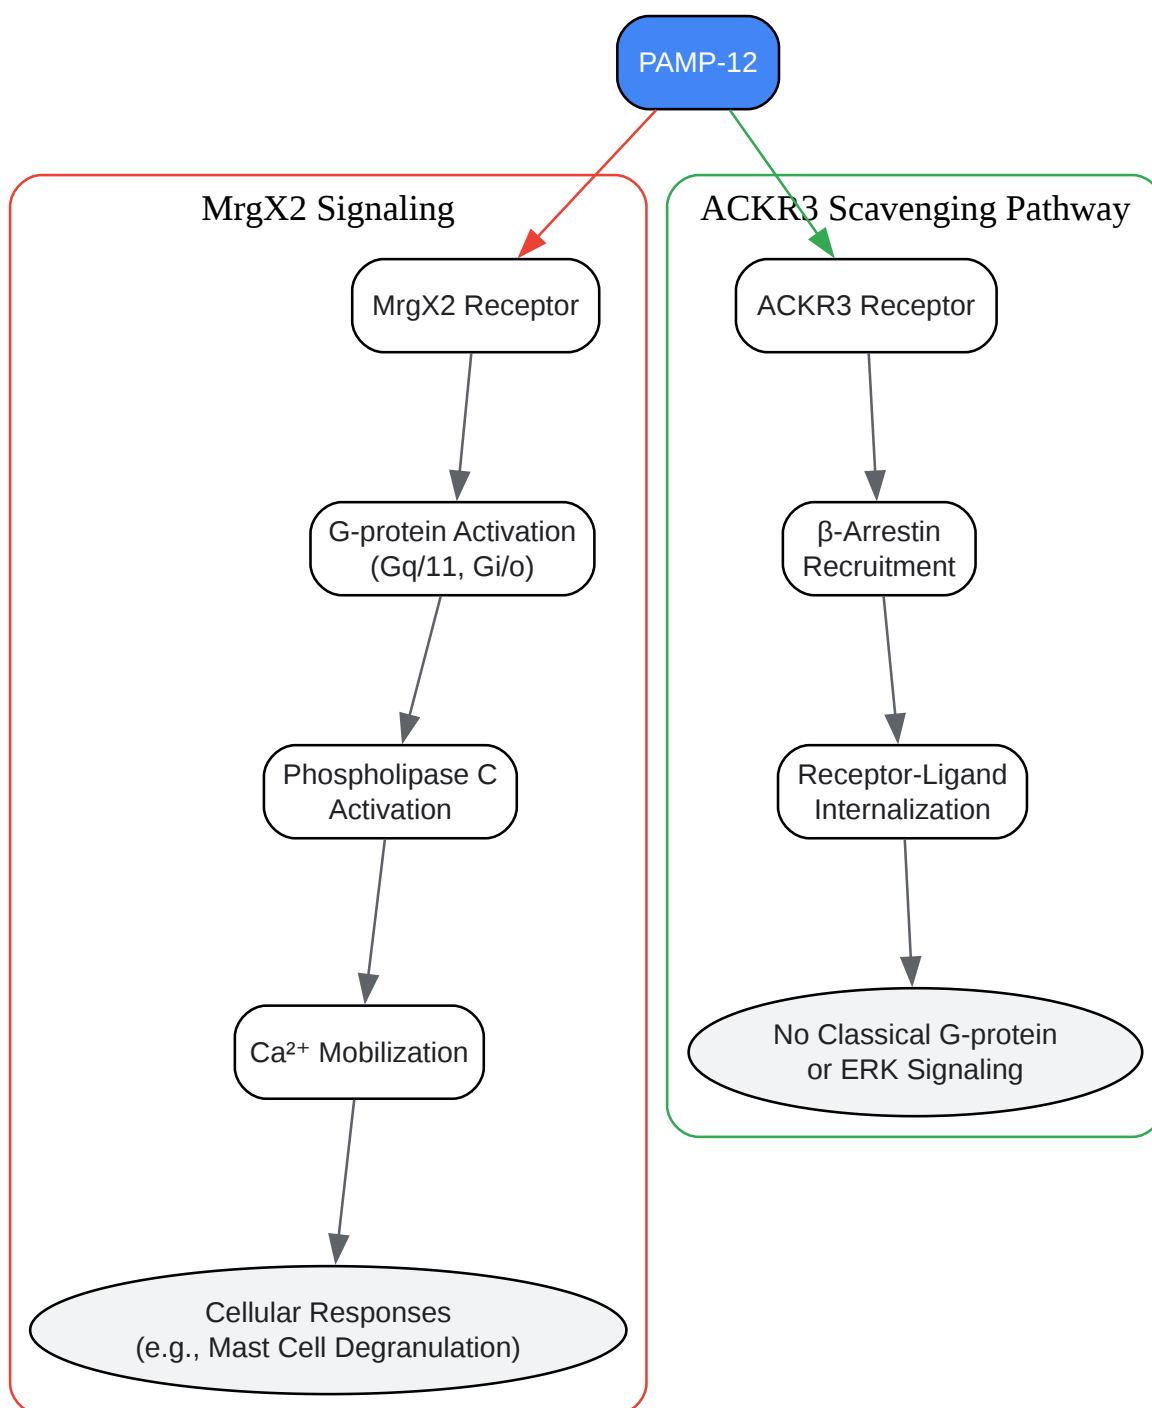 PAMP-12
MrgX2 Signaling
MrgX2 Receptor
G-protein Activation
(Gq/11, Gi/o)
Phospholipase C
Activation
Ca²⁺ Mobilization
Cellular Responses
(e.g., Mast Cell Degranulation)
ACKR3 Scavenging Pathway
ACKR3 Receptor
β-Arrestin
Recruitment
Receptor-Ligand
Internalization
No Classical G-protein
or ERK Signaling